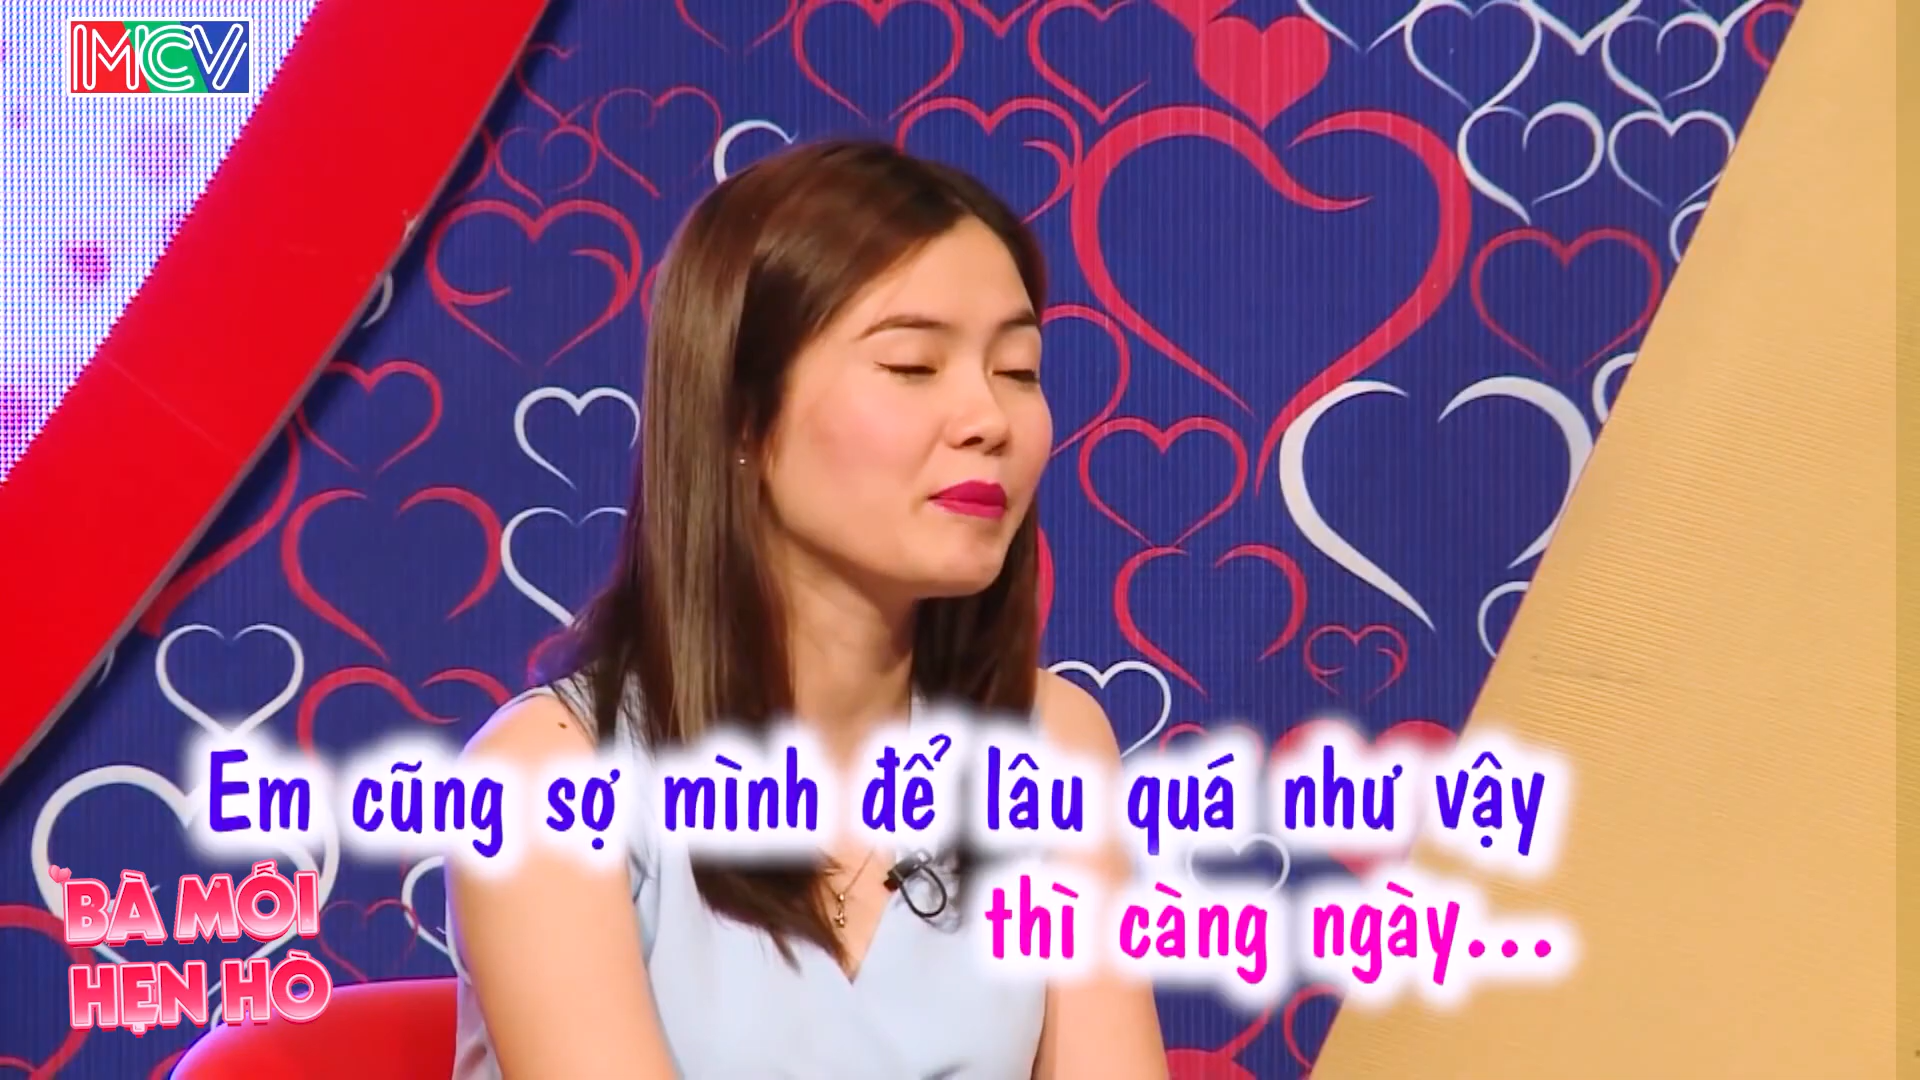 MCV
Em cũng sợ mình để lâu quá như vậy
thì càng ngày...
BÀ MỐI
HẸN HÒ